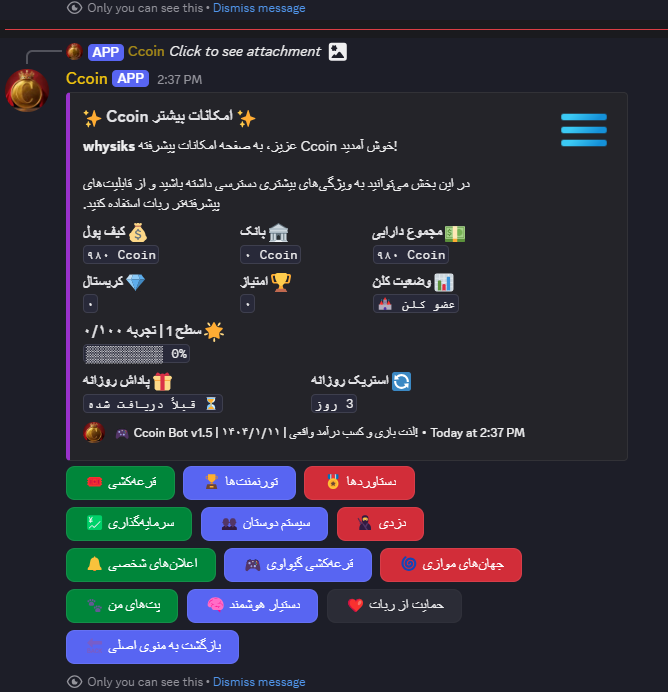 Only you can see this • Dismiss message
APP Ccoin Click to see attachment
Ccoin APP 2:37 PM
✨ امکانات بیشتر Ccoin ✨
whysiks عزیز، به صفحه امکانات پیشرفته Ccoin خوش آمدید!
در این بخش می‌توانید به ویژگی‌های بیشتری دسترسی داشته باشید و از قابلیت‌های
پیشرفته‌تر ربات استفاده کنید.
کیف پول 💰
۹۸۰ Ccoin
بانک 🏛️
۰ Ccoin
مجموع دارایی 💵
۹۸۰ Ccoin
کریستال 💎
۰
امتیاز 🏆
۰
وضعیت کلن 📊
عضو کلن 🏰
🌟 سطح 1 | تجربه ۰/۱۰۰
▒▒▒▒▒▒▒▒▒▒ 0%
پاداش روزانه 🎁
⏳ قبلاً دریافت شده
استریک روزانه 🔄
3 روز
🎮 Ccoin Bot v1.5 | ۱۴۰۴/۱/۱۱ | لذت بازی و کسب درآمد واقعی! • Today at 2:37 PM
قرعه‌کشی
تورنمنت‌ها
دستاوردها
سرمایه‌گذاری
سیستم دوستان
دزدی
اعلان‌های شخصی
قرعه‌کشی گیواوی
جهان‌های موازی
پت‌های من
دستیار هوشمند
حمایت از ربات
بازگشت به منوی اصلی
Only you can see this • Dismiss message